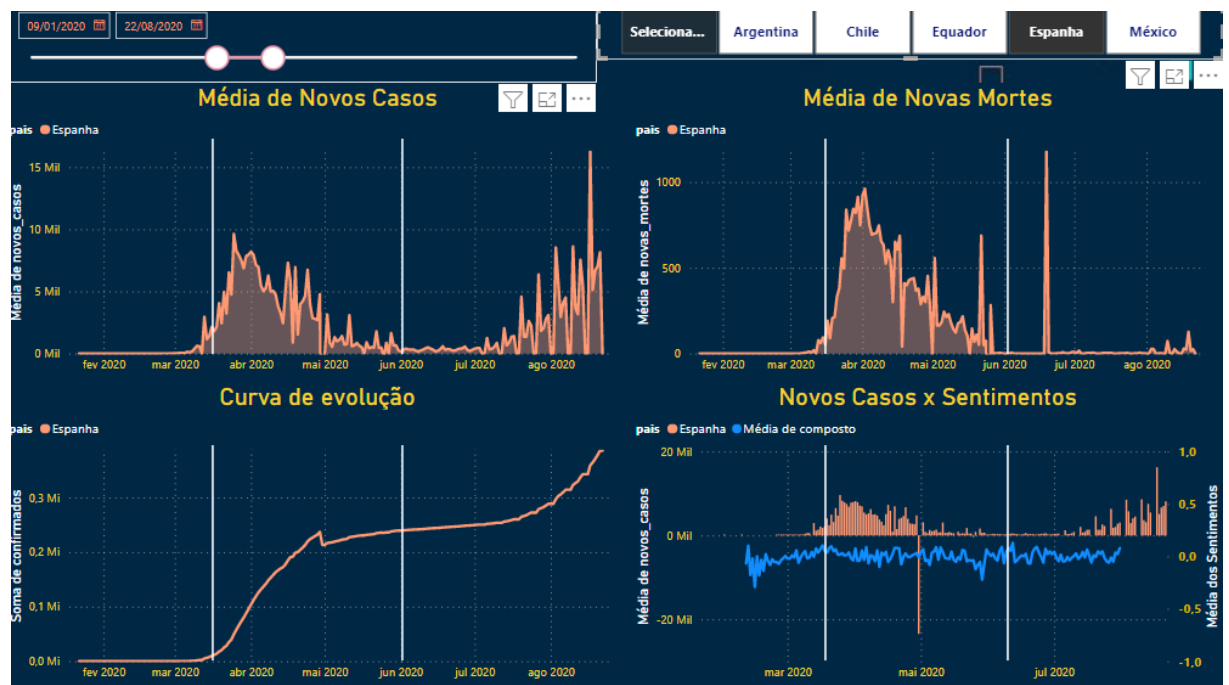 09/01/2020 22/08/2020
Seleciona... Argentina Chile Equador Espanha México
Média de Novos Casos
pais Espanha
Média de novos_casos
15 Mil
10 Mil
5 Mil
0 Mil
fev 2020 mar 2020 abr 2020 mai 2020 jun 2020 jul 2020 ago 2020
Média de Novas Mortes
pais Espanha
Média de novas_mortes
1000
500
0
fev 2020 mar 2020 abr 2020 mai 2020 jun 2020 jul 2020 ago 2020
Curva de evolução
pais Espanha
Soma de confirmados
0,3 Mi
0,2 Mi
0,1 Mi
0,0 Mi
fev 2020 mar 2020 abr 2020 mai 2020 jun 2020 jul 2020 ago 2020
Novos Casos x Sentimentos
pais Espanha Média de composto
Média de novos_casos
20 Mil
0 Mil
-20 Mil
1,0
0,5
0,0
-0,5
-1,0
Média dos Sentimentos
mar 2020 mai 2020 jul 2020